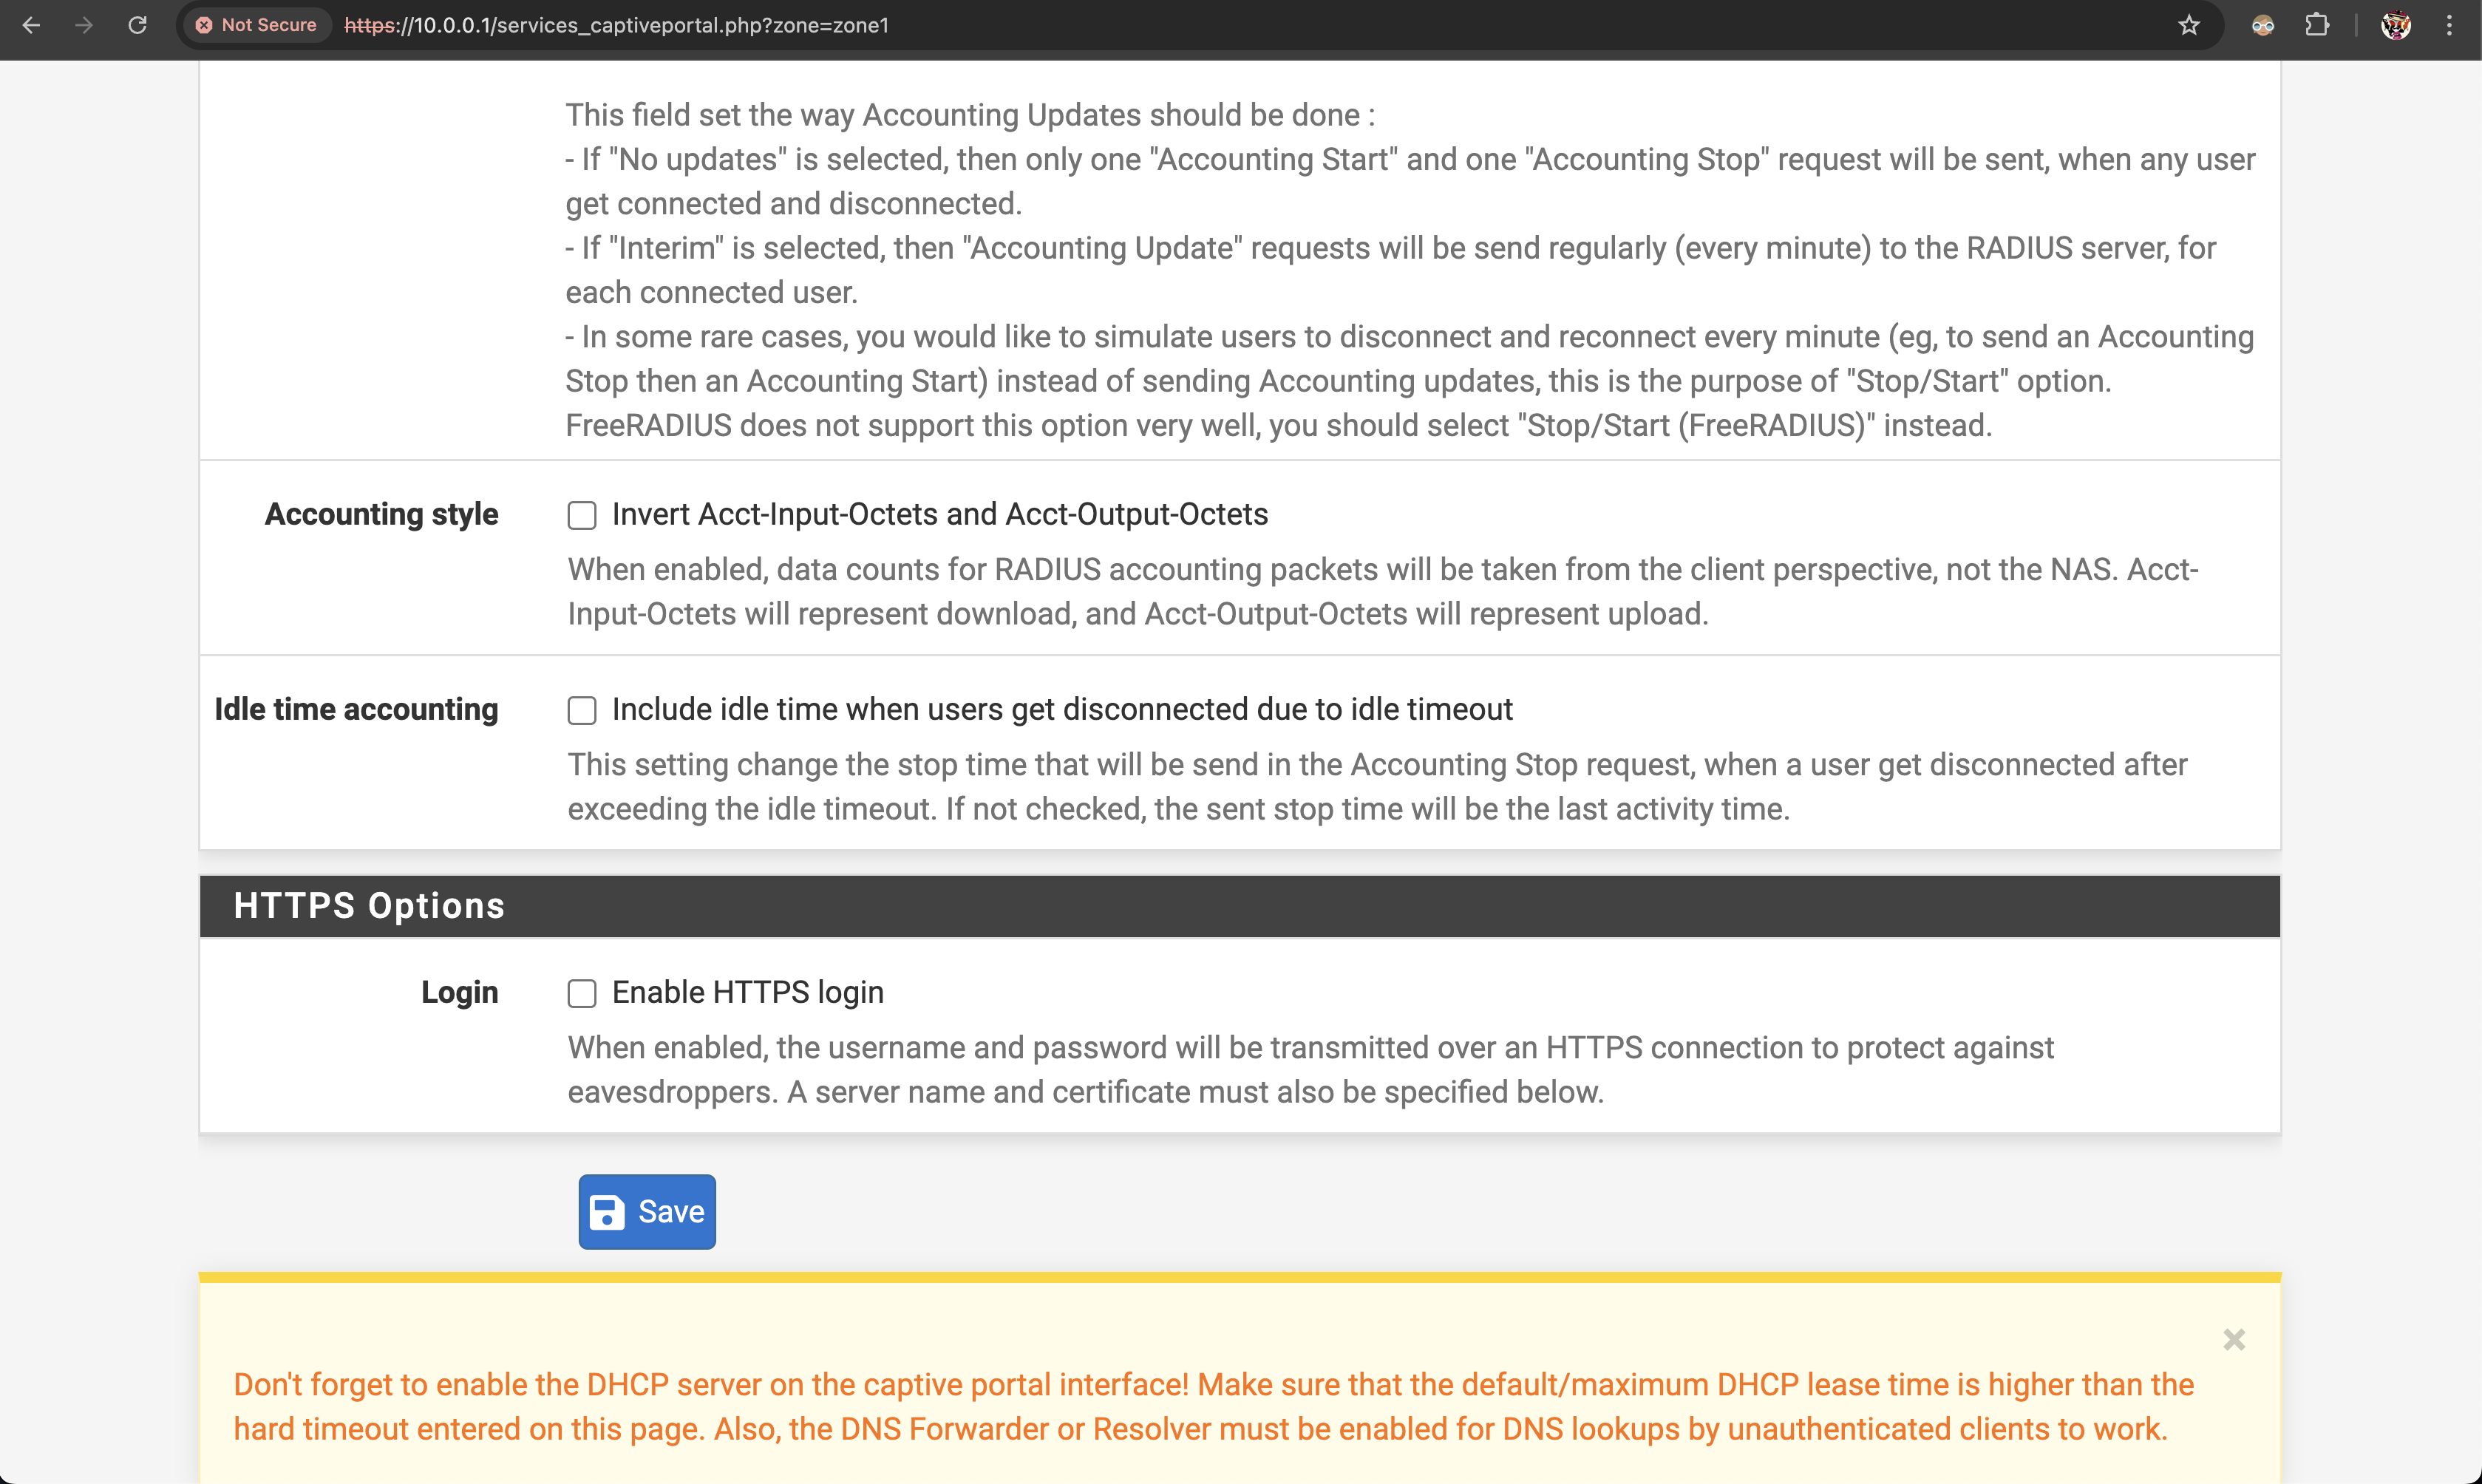 Not Secure https://10.0.0.1/services_captiveportal.php?zone=zone1
This field set the way Accounting Updates should be done :
- If "No updates" is selected, then only one "Accounting Start" and one "Accounting Stop" request will be sent, when any user
get connected and disconnected.
- If "Interim" is selected, then "Accounting Update" requests will be send regularly (every minute) to the RADIUS server, for
each connected user.
- In some rare cases, you would like to simulate users to disconnect and reconnect every minute (eg, to send an Accounting
Stop then an Accounting Start) instead of sending Accounting updates, this is the purpose of "Stop/Start" option.
FreeRADIUS does not support this option very well, you should select "Stop/Start (FreeRADIUS)" instead.
Accounting style Invert Acct-Input-Octets and Acct-Output-Octets
When enabled, data counts for RADIUS accounting packets will be taken from the client perspective, not the NAS. Acct-
Input-Octets will represent download, and Acct-Output-Octets will represent upload.
Idle time accounting Include idle time when users get disconnected due to idle timeout
This setting change the stop time that will be send in the Accounting Stop request, when a user get disconnected after
exceeding the idle timeout. If not checked, the sent stop time will be the last activity time.
HTTPS Options
Login Enable HTTPS login
When enabled, the username and password will be transmitted over an HTTPS connection to protect against
eavesdroppers. A server name and certificate must also be specified below.
Save
Don't forget to enable the DHCP server on the captive portal interface! Make sure that the default/maximum DHCP lease time is higher than the
hard timeout entered on this page. Also, the DNS Forwarder or Resolver must be enabled for DNS lookups by unauthenticated clients to work.